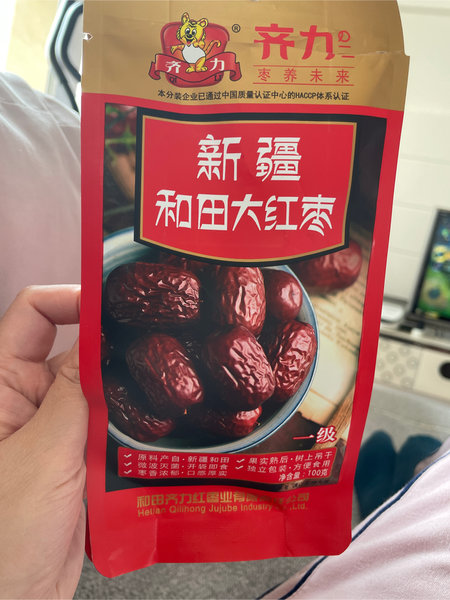 齐力 ®
齐力
枣养未来
本分装企业已通过中国质量认证中心的HACCP体系认证
新疆
和田大红枣
一级
原料产自·新疆和田 果实熟后·树上吊干
微波灭菌·开袋即食 独立包装·方便食用
枣香浓郁·口感厚实 净含量:100克
和田齐力红枣业有限 公司
Hetian Qilihong Jujube Industry Co.,Ltd.